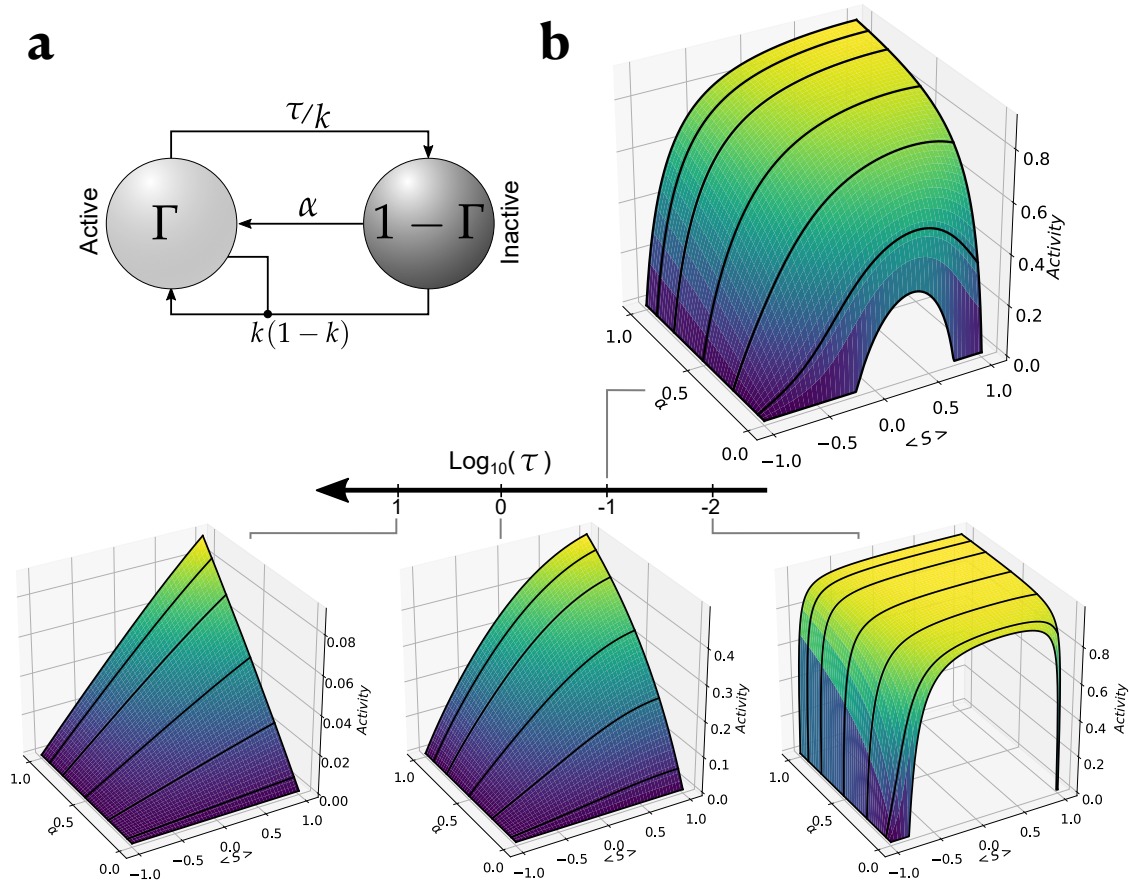 a
b
τ/k
α
Active
Γ
1 − Γ
Inactive
k(1 − k)
0.8
0.6
0.4
0.2
0.0
Activity
1.0
0.5
0.0
α
−1.0
−0.5
0.0
0.5
1.0
<S>
Log10(τ)
1
0
-1
-2
0.08
0.06
0.04
0.02
0.00
Activity
1.0
0.5
0.0
α
−1.0
−0.5
0.0
0.5
1.0
<S>
0.4
0.3
0.2
0.1
0.0
Activity
1.0
0.5
0.0
α
−1.0
−0.5
0.0
0.5
1.0
<S>
0.8
0.6
0.4
0.2
0.0
Activity
1.0
0.5
0.0
α
−1.0
−0.5
0.0
0.5
1.0
<S>